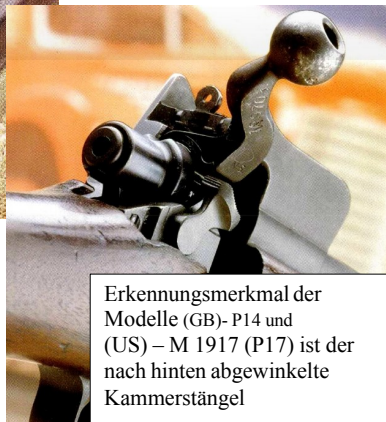 Erkennungsmerkmal der
Modelle (GB)- P14 und
(US) – M 1917 (P17) ist der
nach hinten abgewinkelte
Kammerstängel